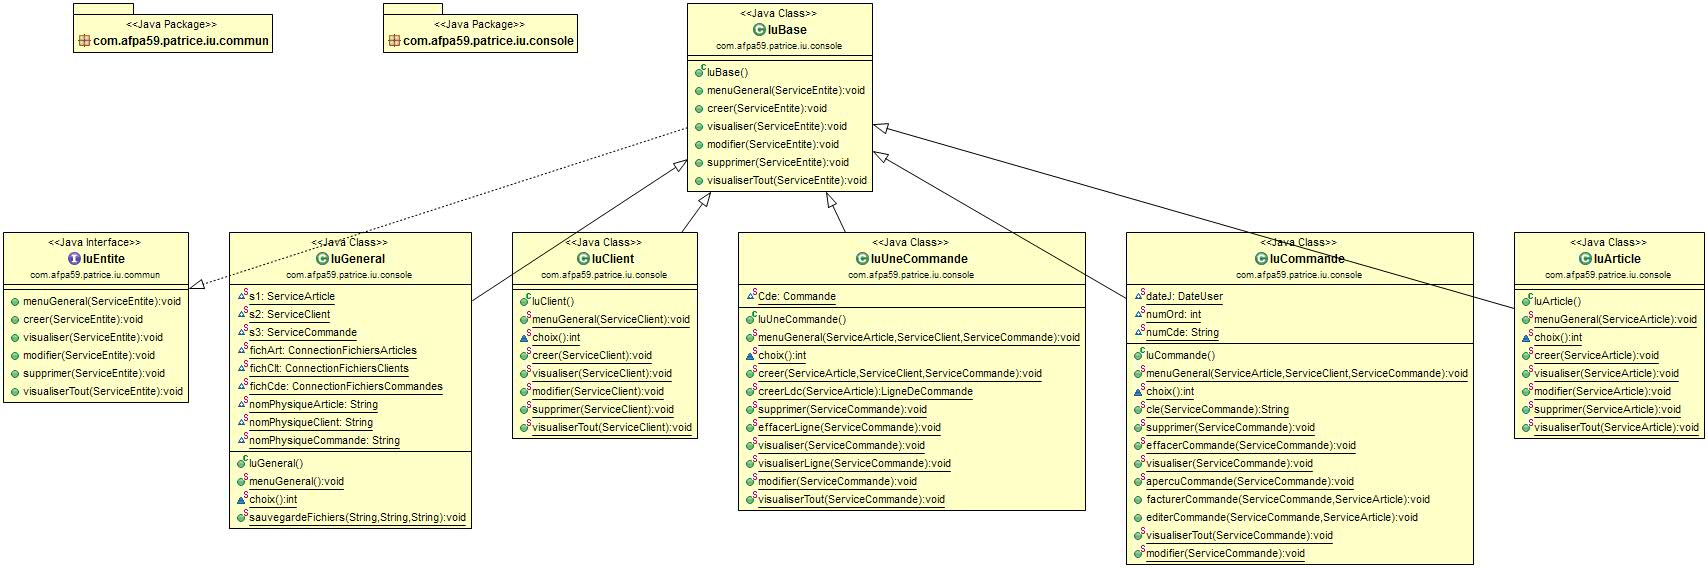 <<Java Package>>
com.afpa59.patrice.iu.commun
<<Java Package>>
com.afpa59.patrice.iu.console
<<Java Class>>
IuBase
com.afpa59.patrice.iu.console
IuBase()
menuGeneral(ServiceEntite):void
creer(ServiceEntite):void
visualiser(ServiceEntite):void
modifier(ServiceEntite):void
supprimer(ServiceEntite):void
visualiserTout(ServiceEntite):void
<<Java Interface>>
IuEntite
com.afpa59.patrice.iu.commun
menuGeneral(ServiceEntite):void
creer(ServiceEntite):void
visualiser(ServiceEntite):void
modifier(ServiceEntite):void
supprimer(ServiceEntite):void
visualiserTout(ServiceEntite):void
<<Java Class>>
IuGeneral
com.afpa59.patrice.iu.console
s1: ServiceArticle
s2: ServiceClient
s3: ServiceCommande
fichArt: ConnectionFichiersArticles
fichClt: ConnectionFichiersClients
fichCde: ConnectionFichiersCommandes
nomPhysiqueArticle: String
nomPhysiqueClient: String
nomPhysiqueCommande: String
IuGeneral()
menuGeneral():void
choix():int
sauvegardeFichiers(String,String,String):void
<<Java Class>>
IuClient
com.afpa59.patrice.iu.console
IuClient()
menuGeneral(ServiceClient):void
choix():int
creer(ServiceClient):void
visualiser(ServiceClient):void
modifier(ServiceClient):void
supprimer(ServiceClient):void
visualiserTout(ServiceClient):void
<<Java Class>>
IuUneCommande
com.afpa59.patrice.iu.console
Cde: Commande
IuUneCommande()
menuGeneral(ServiceArticle,ServiceClient,ServiceCommande):void
choix():int
creer(ServiceArticle,ServiceClient,ServiceCommande):void
creerLdc(ServiceArticle):LigneDeCommande
supprimer(ServiceCommande):void
effacerLigne(ServiceCommande):void
visualiser(ServiceCommande):void
visualiserLigne(ServiceCommande):void
modifier(ServiceCommande):void
visualiserTout(ServiceCommande):void
<<Java Class>>
IuCommande
com.afpa59.patrice.iu.console
dateJ: DateUser
numOrd: int
numCde: String
IuCommande()
menuGeneral(ServiceArticle,ServiceClient,ServiceCommande):void
choix():int
cle(ServiceCommande):String
supprimer(ServiceCommande):void
effacerCommande(ServiceCommande):void
visualiser(ServiceCommande):void
apercuCommande(ServiceCommande):void
facturerCommande(ServiceCommande,ServiceArticle):void
editerCommande(ServiceCommande,ServiceArticle):void
visualiserTout(ServiceCommande):void
modifier(ServiceCommande):void
<<Java Class>>
IuArticle
com.afpa59.patrice.iu.console
IuArticle()
menuGeneral(ServiceArticle):void
choix():int
creer(ServiceArticle):void
visualiser(ServiceArticle):void
modifier(ServiceArticle):void
supprimer(ServiceArticle):void
visualiserTout(ServiceArticle):void